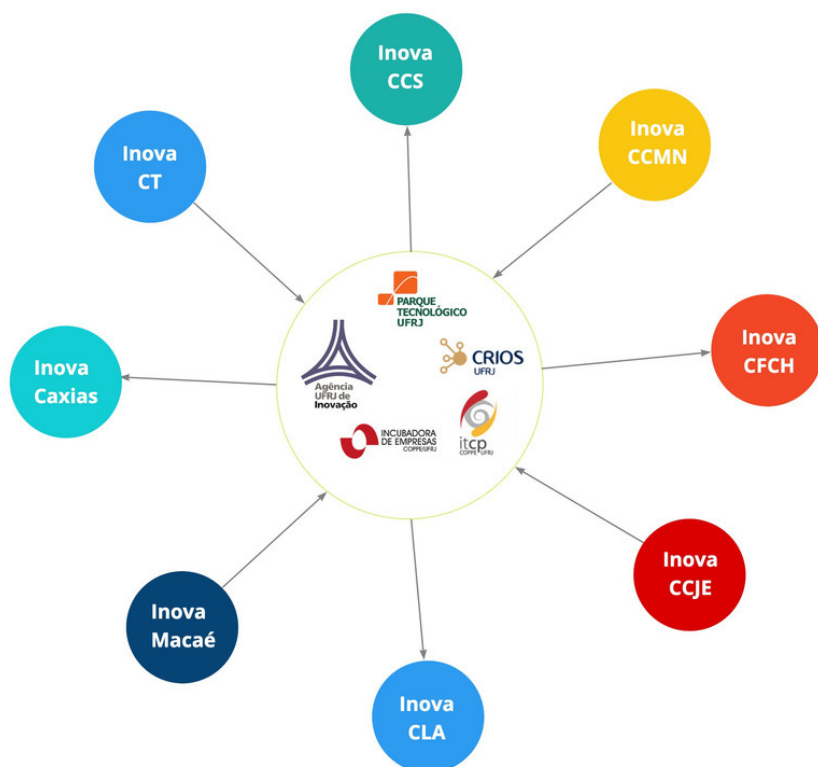 Inova
CCS
Inova
CCMN
Inova
CT
PARQUE
TECNOLÓGICO
UFRJ
CRIOS
UFRJ
Agência
UFRJ de
Inovação
INCUBADORA
DE EMPRESAS
COPPE/UFRJ
itcp
COPPE UFRJ
Inova
CFCH
Inova
Caxias
Inova
CCJE
Inova
Macaé
Inova
CLA